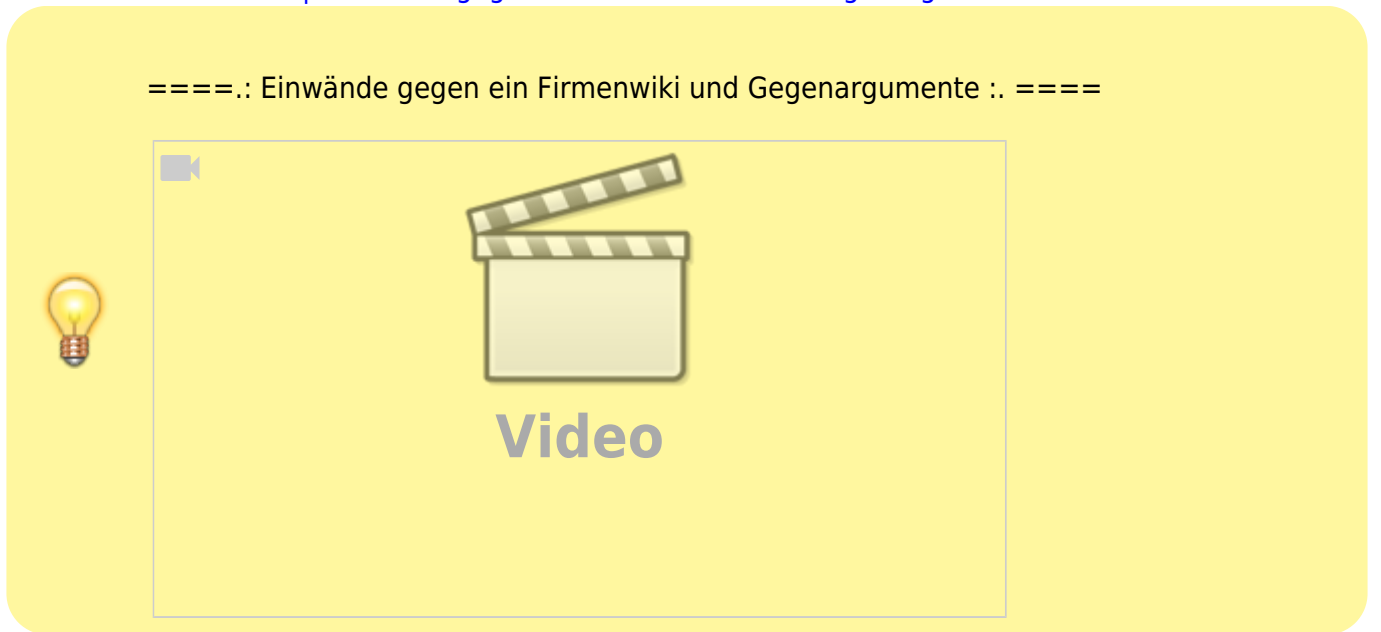 ====.: Einwände gegen ein Firmenwiki und Gegenargumente :. ====
Video